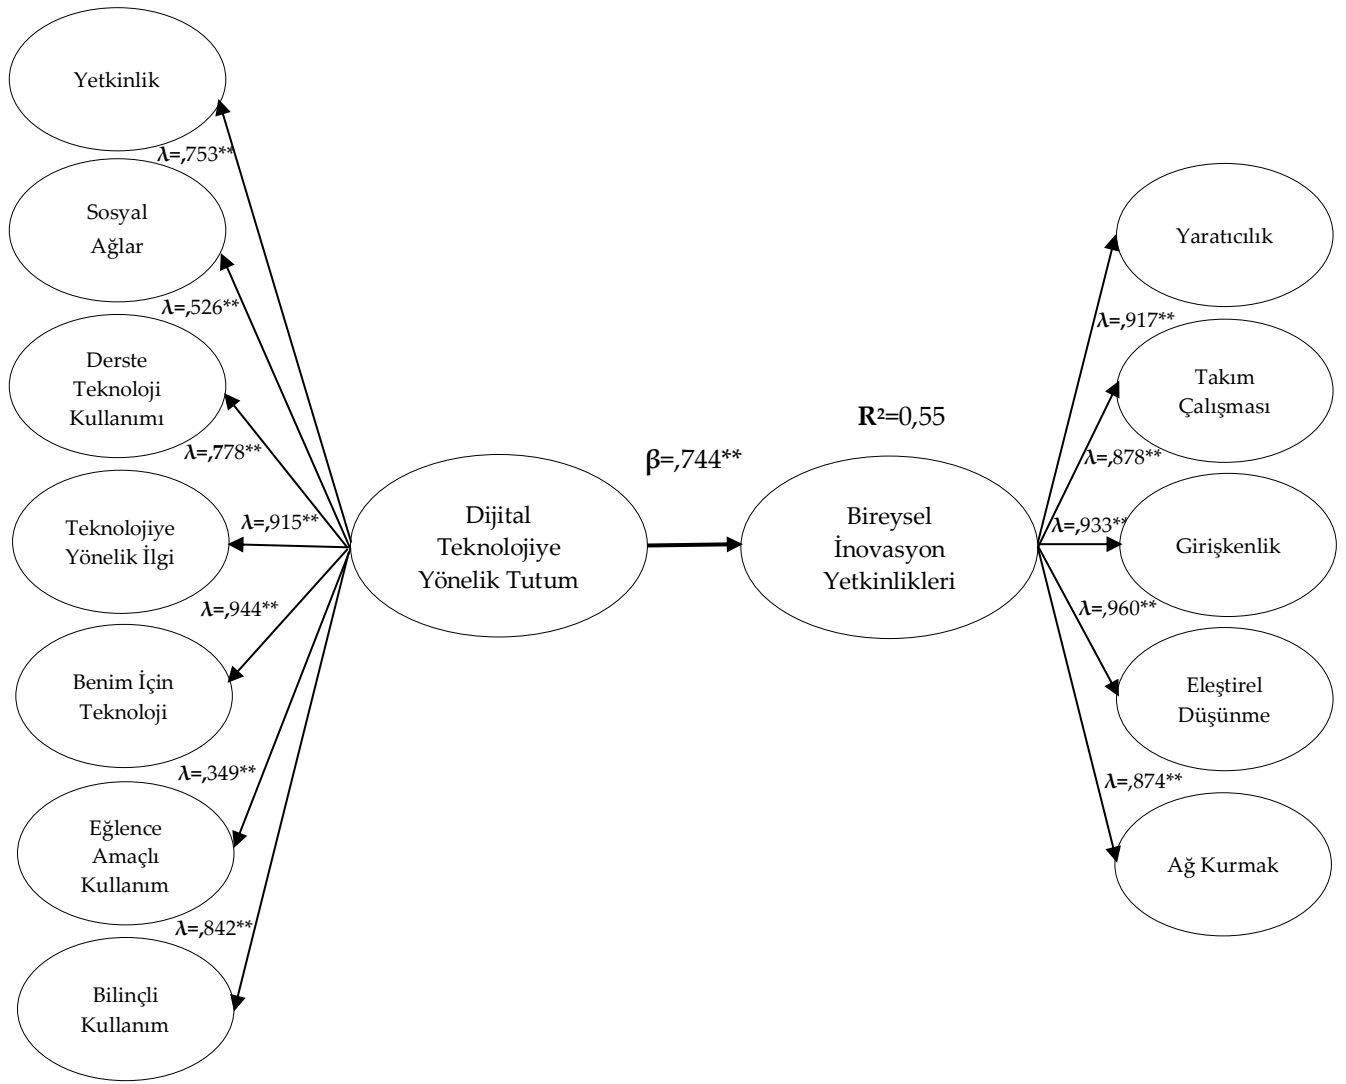 Yetkinlik
λ=,753**
Sosyal
Ağlar
λ=,526**
Derste
Teknoloji
Kullanımı
λ=,778**
Teknolojiye
Yönelik İlgi
λ=,915**
λ=,944**
Benim İçin
Teknoloji
λ=,349**
Eğlence
Amaçlı
Kullanım
λ=,842**
Bilinçli
Kullanım
Dijital
Teknolojiye
Yönelik Tutum
β=,744**
R²=0,55
Bireysel
İnovasyon
Yetkinlikleri
Yaratıcılık
λ=,917**
Takım
Çalışması
λ=,878**
λ=,933**
Girişkenlik
λ=,960**
Eleştirel
Düşünme
λ=,874**
Ağ Kurmak